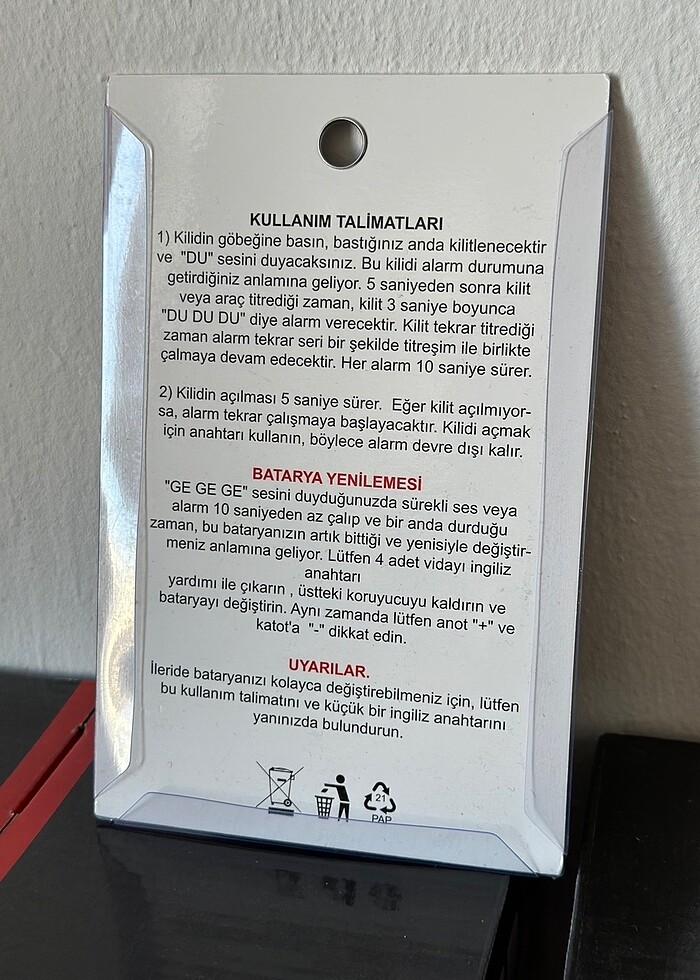 KULLANIM TALİMATLARI
1) Kilidin göbeğine basın, bastığınız anda kilitlenecektir
ve "DU" sesini duyacaksınız. Bu kilidi alarm durumuna
getirdiğiniz anlamına geliyor. 5 saniyeden sonra kilit
veya araç titrediği zaman, kilit 3 saniye boyunca
"DU DU DU" diye alarm verecektir. Kilit tekrar titrediği
zaman alarm tekrar seri bir şekilde titreşim ile birlikte
çalmaya devam edecektir. Her alarm 10 saniye sürer.
2) Kilidin açılması 5 saniye sürer. Eğer kilit açılmıyor-
sa, alarm tekrar çalışmaya başlayacaktır. Kilidi açmak
için anahtarı kullanın, böylece alarm devre dışı kalır.
BATARYA YENİLEMESİ
"GE GE GE" sesini duyduğunuzda sürekli ses veya
alarm 10 saniyeden az çalıp ve bir anda durduğu
zaman, bu bataryanızın artık bittiği ve yenisiyle değiştir-
meniz anlamına geliyor. Lütfen 4 adet vidayı ingiliz
anahtarı
yardımı ile çıkarın , üstteki koruyucuyu kaldırın ve
bataryayı değiştirin. Aynı zamanda lütfen anot "+" ve
katot'a "-" dikkat edin.
UYARILAR.
İleride bataryanızı kolayca değiştirebilmeniz için, lütfen
bu kullanım talimatını ve küçük bir ingiliz anahtarını
yanınızda bulundurun.
21
PAP